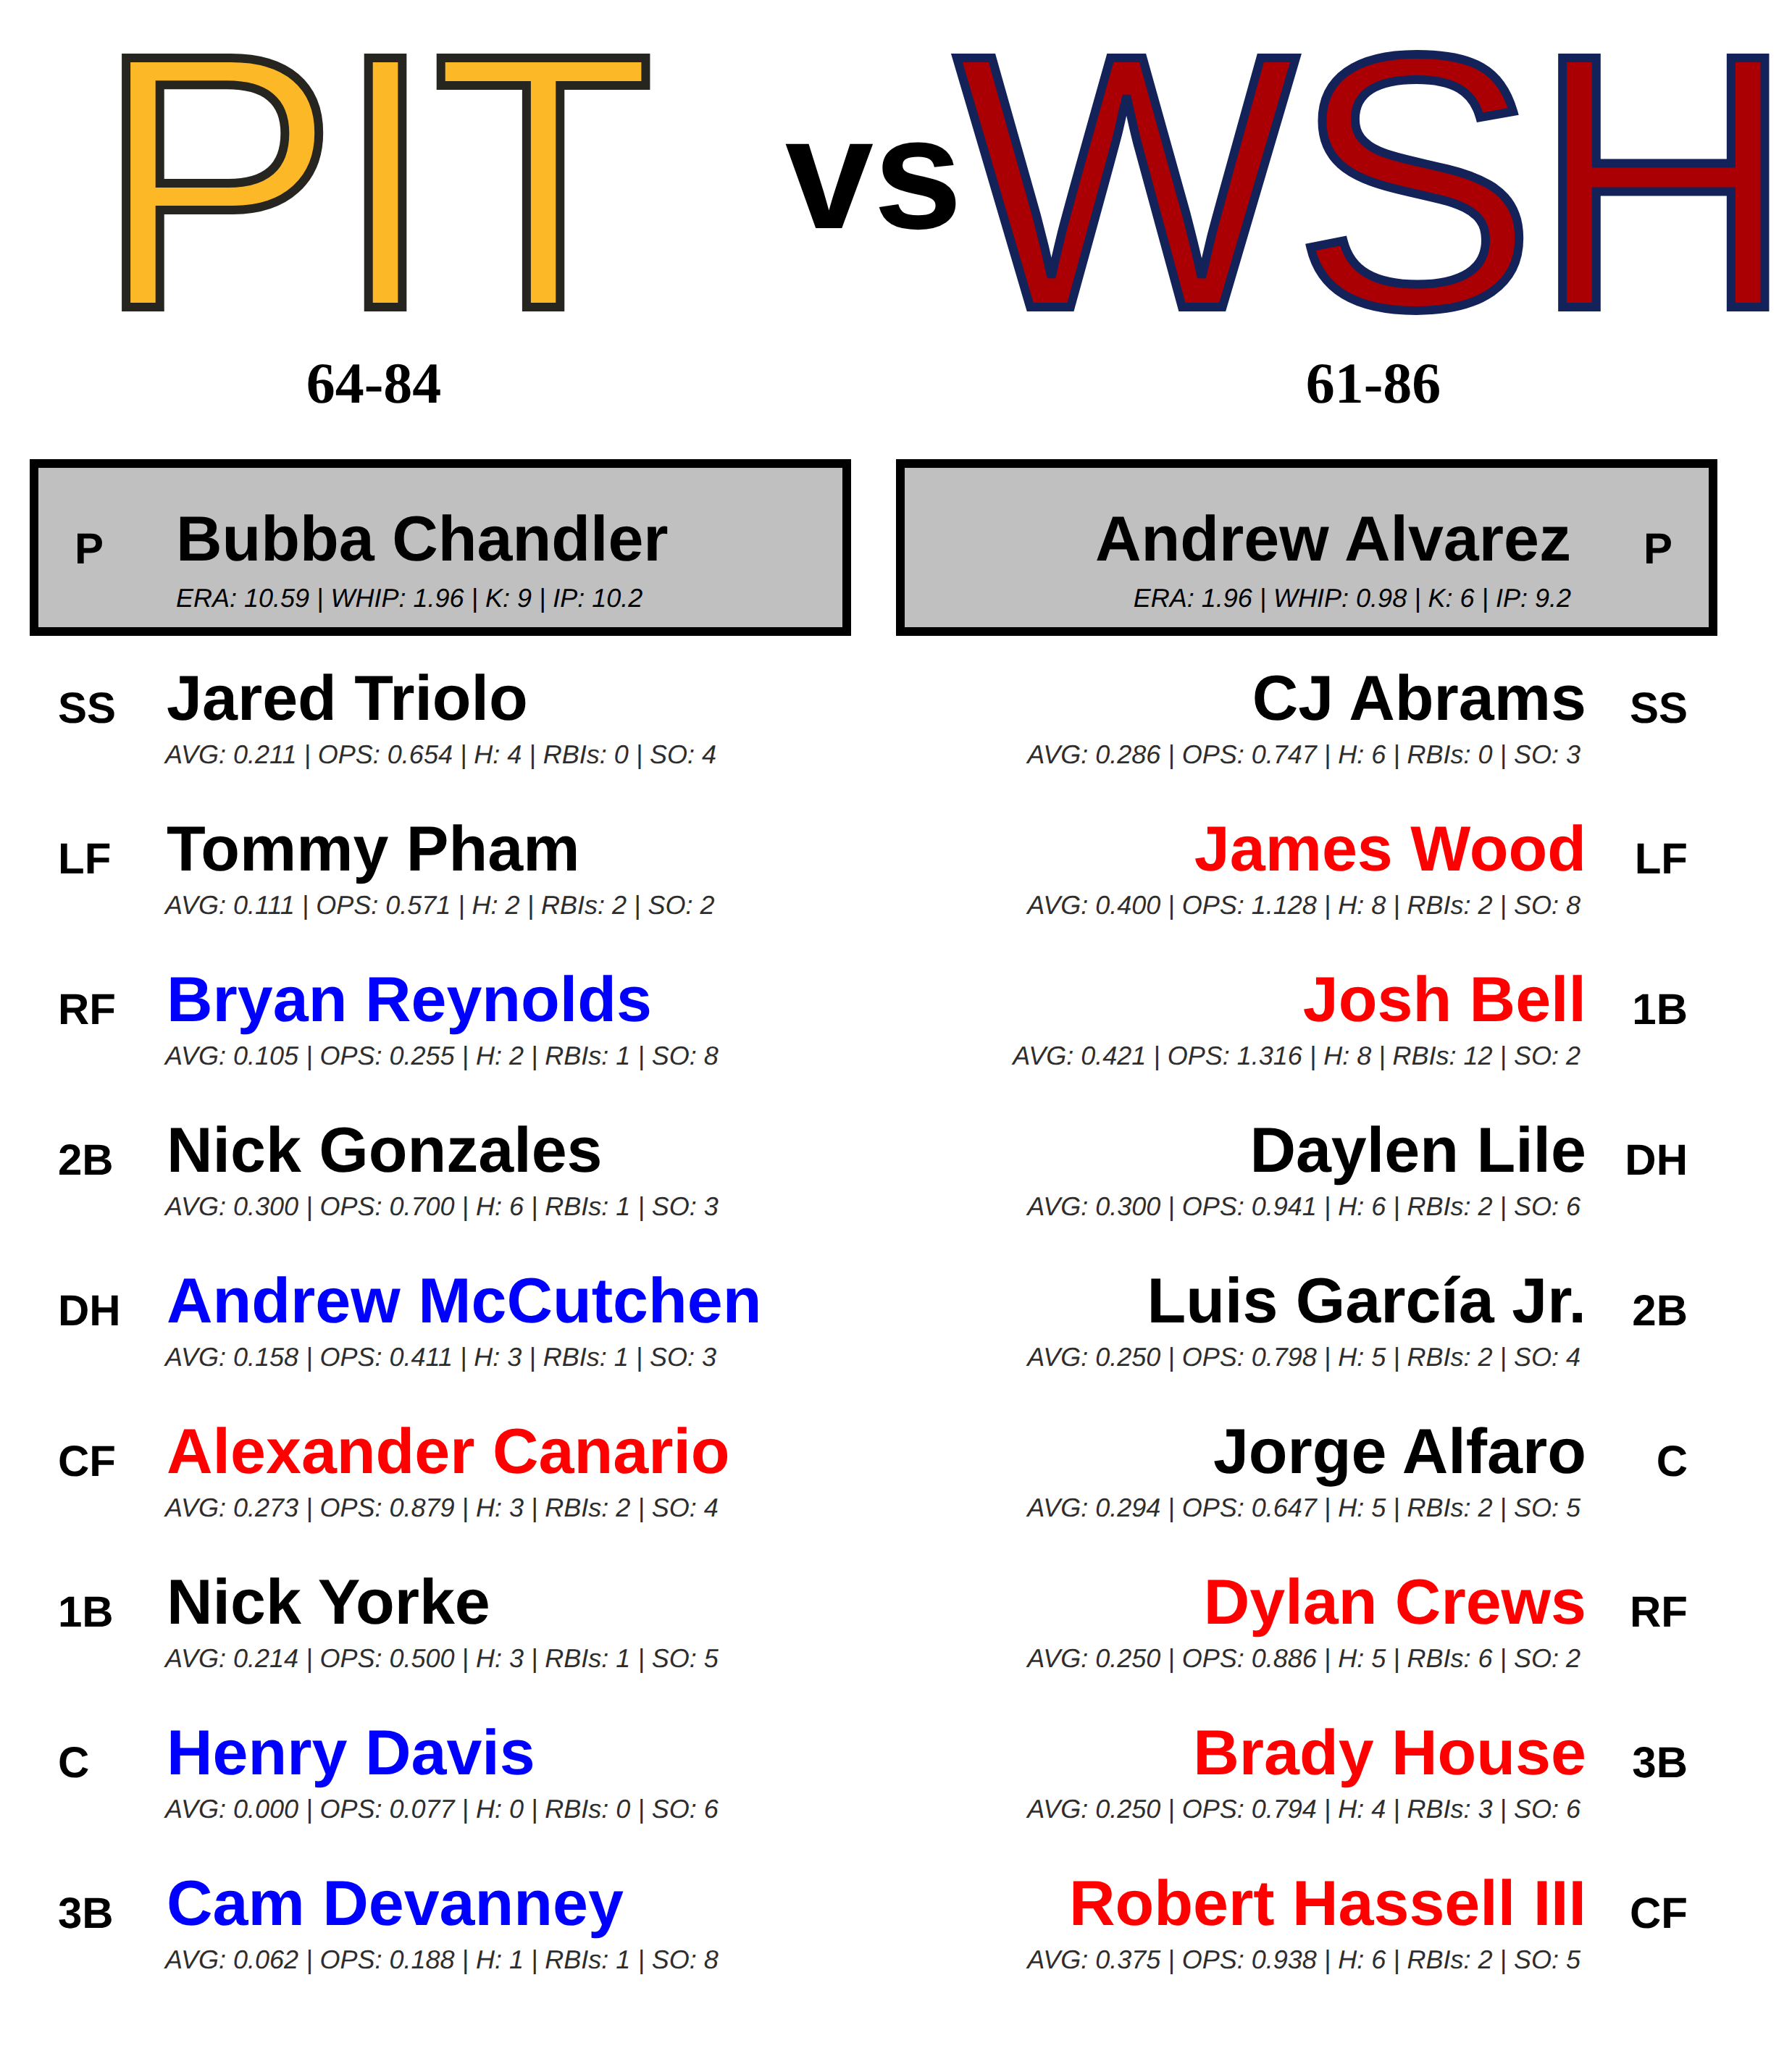 PIT vs WSH
64-84 61-86
P Bubba Chandler
ERA: 10.59 | WHIP: 1.96 | K: 9 | IP: 10.2
Andrew Alvarez P
ERA: 1.96 | WHIP: 0.98 | K: 6 | IP: 9.2
SS Jared Triolo
AVG: 0.211 | OPS: 0.654 | H: 4 | RBIs: 0 | SO: 4
CJ Abrams SS
AVG: 0.286 | OPS: 0.747 | H: 6 | RBIs: 0 | SO: 3
LF Tommy Pham
AVG: 0.111 | OPS: 0.571 | H: 2 | RBIs: 2 | SO: 2
James Wood LF
AVG: 0.400 | OPS: 1.128 | H: 8 | RBIs: 2 | SO: 8
RF Bryan Reynolds
AVG: 0.105 | OPS: 0.255 | H: 2 | RBIs: 1 | SO: 8
Josh Bell 1B
AVG: 0.421 | OPS: 1.316 | H: 8 | RBIs: 12 | SO: 2
2B Nick Gonzales
AVG: 0.300 | OPS: 0.700 | H: 6 | RBIs: 1 | SO: 3
Daylen Lile DH
AVG: 0.300 | OPS: 0.941 | H: 6 | RBIs: 2 | SO: 6
DH Andrew McCutchen
AVG: 0.158 | OPS: 0.411 | H: 3 | RBIs: 1 | SO: 3
Luis García Jr. 2B
AVG: 0.250 | OPS: 0.798 | H: 5 | RBIs: 2 | SO: 4
CF Alexander Canario
AVG: 0.273 | OPS: 0.879 | H: 3 | RBIs: 2 | SO: 4
Jorge Alfaro C
AVG: 0.294 | OPS: 0.647 | H: 5 | RBIs: 2 | SO: 5
1B Nick Yorke
AVG: 0.214 | OPS: 0.500 | H: 3 | RBIs: 1 | SO: 5
Dylan Crews RF
AVG: 0.250 | OPS: 0.886 | H: 5 | RBIs: 6 | SO: 2
C Henry Davis
AVG: 0.000 | OPS: 0.077 | H: 0 | RBIs: 0 | SO: 6
Brady House 3B
AVG: 0.250 | OPS: 0.794 | H: 4 | RBIs: 3 | SO: 6
3B Cam Devanney
AVG: 0.062 | OPS: 0.188 | H: 1 | RBIs: 1 | SO: 8
Robert Hassell III CF
AVG: 0.375 | OPS: 0.938 | H: 6 | RBIs: 2 | SO: 5